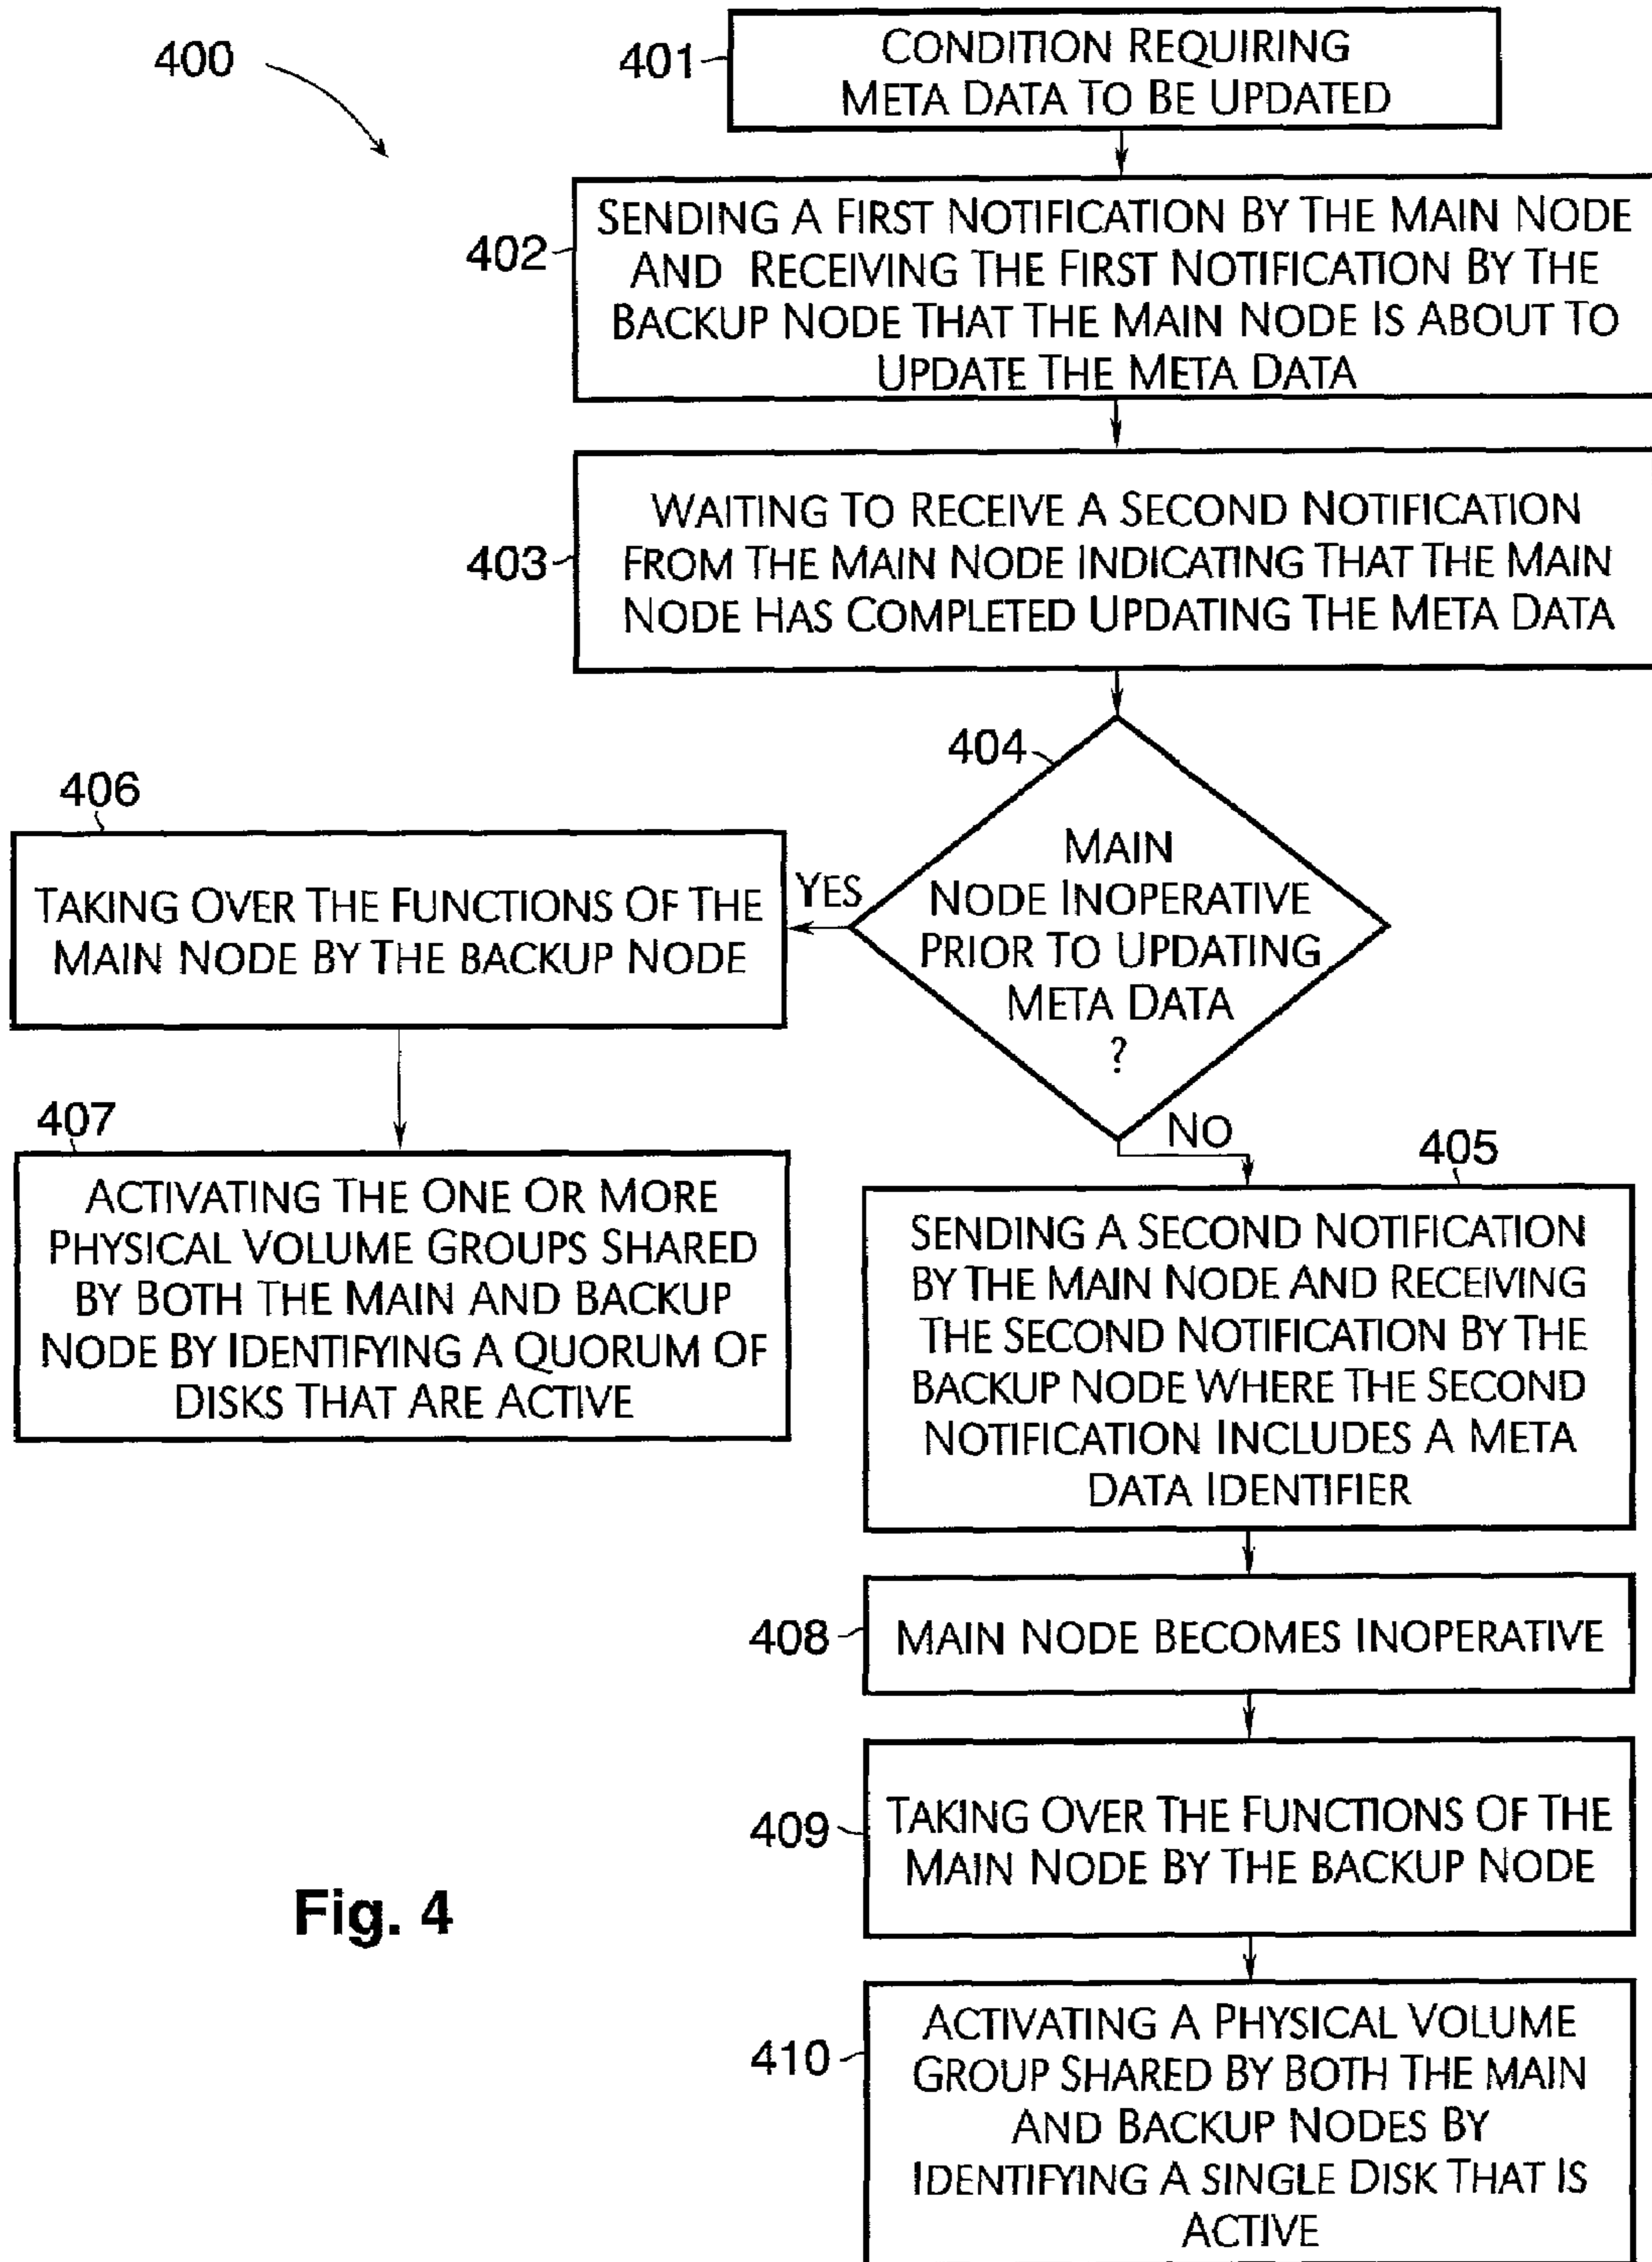 400
401
CONDITION REQUIRING
META DATA TO BE UPDATED
402
SENDING A FIRST NOTIFICATION BY THE MAIN NODE
AND RECEIVING THE FIRST NOTIFICATION BY THE
BACKUP NODE THAT THE MAIN NODE IS ABOUT TO
UPDATE THE META DATA
403
WAITING TO RECEIVE A SECOND NOTIFICATION
FROM THE MAIN NODE INDICATING THAT THE MAIN
NODE HAS COMPLETED UPDATING THE META DATA
404
MAIN
NODE INOPERATIVE
PRIOR TO UPDATING
META DATA
?
YES
406
TAKING OVER THE FUNCTIONS OF THE
MAIN NODE BY THE BACKUP NODE
407
ACTIVATING THE ONE OR MORE
PHYSICAL VOLUME GROUPS SHARED
BY BOTH THE MAIN AND BACKUP
NODE BY IDENTIFYING A QUORUM OF
DISKS THAT ARE ACTIVE
NO
405
SENDING A SECOND NOTIFICATION
BY THE MAIN NODE AND RECEIVING
THE SECOND NOTIFICATION BY THE
BACKUP NODE WHERE THE SECOND
NOTIFICATION INCLUDES A META
DATA IDENTIFIER
408
MAIN NODE BECOMES INOPERATIVE
409
TAKING OVER THE FUNCTIONS OF THE
MAIN NODE BY THE BACKUP NODE
410
ACTIVATING A PHYSICAL VOLUME
GROUP SHARED BY BOTH THE MAIN
AND BACKUP NODES BY
IDENTIFYING A SINGLE DISK THAT IS
ACTIVE
Fig. 4